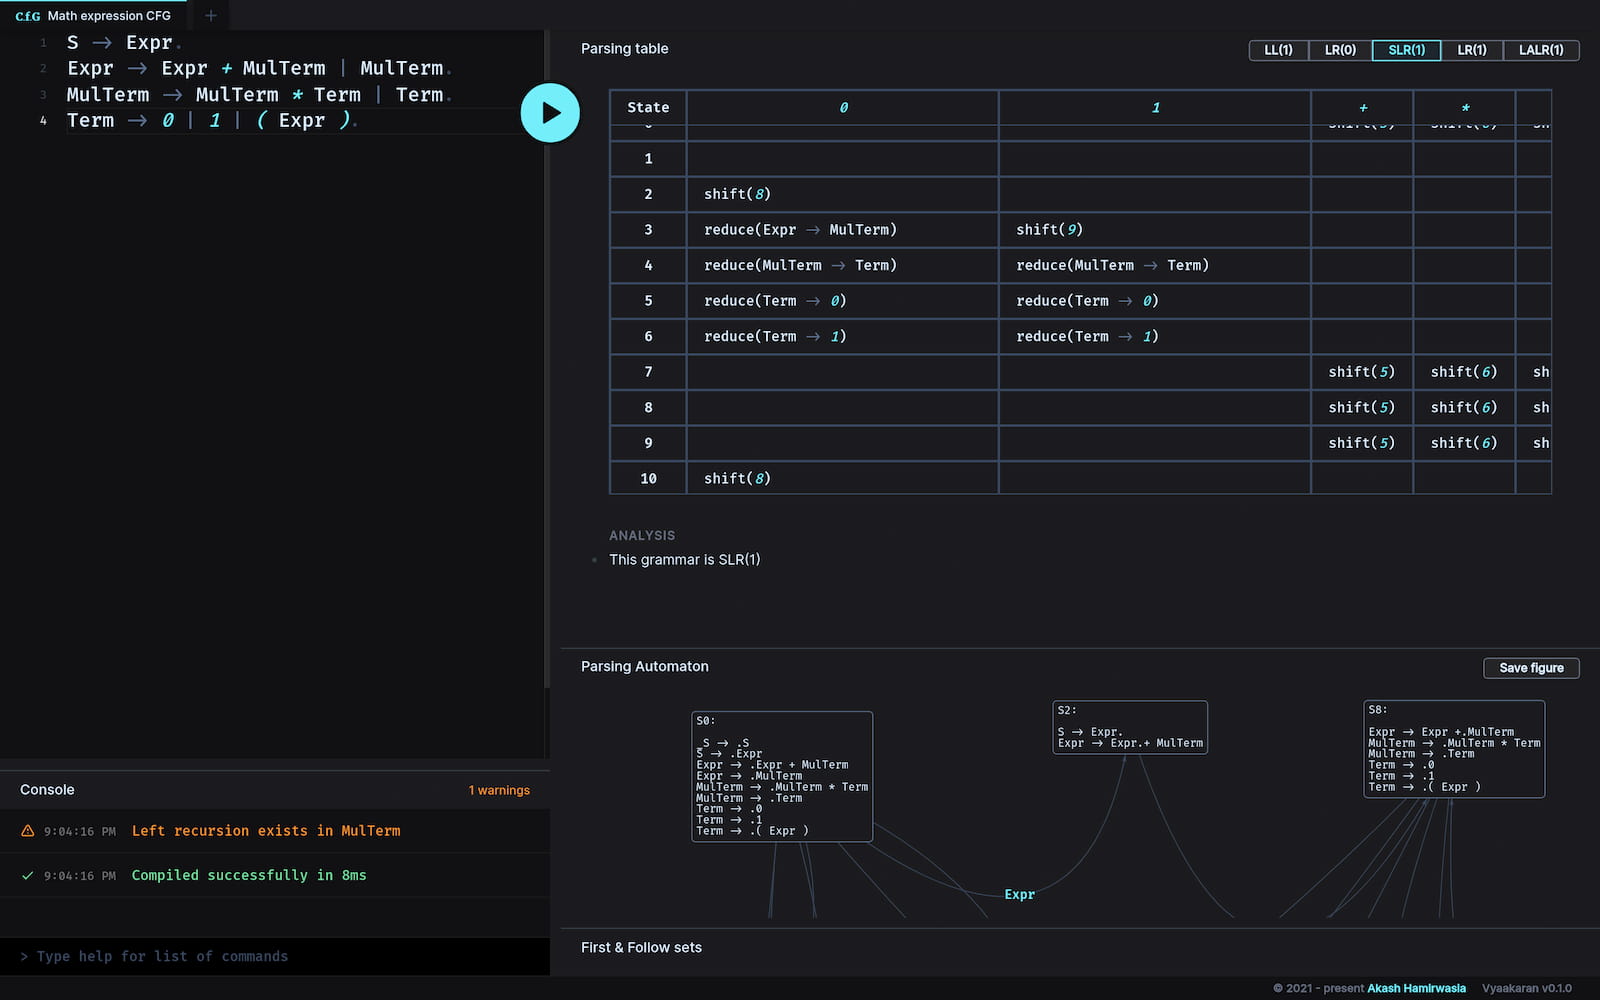 CfG Math expression CFG +
1 S → Expr.
2 Expr → Expr + MulTerm | MulTerm.
3 MulTerm → MulTerm * Term | Term.
4 Term → 0 | 1 | ( Expr ).
Parsing table
LL(1) LR(0) SLR(1) LR(1) LALR(1)
State 0 1 + *
1
2 shift(8)
3 reduce(Expr → MulTerm) shift(9)
4 reduce(MulTerm → Term) reduce(MulTerm → Term)
5 reduce(Term → 0) reduce(Term → 0)
6 reduce(Term → 1) reduce(Term → 1)
7 shift(5) shift(6) sh
8 shift(5) shift(6) sh
9 shift(5) shift(6) sh
10 shift(8)
ANALYSIS
This grammar is SLR(1)
Parsing Automaton
Save figure
S0:
_S → .S
S → .Expr
Expr → .Expr + MulTerm
Expr → .MulTerm
MulTerm → .MulTerm * Term
MulTerm → .Term
Term → .0
Term → .1
Term → .( Expr )
S2:
S → Expr.
Expr → Expr.+ MulTerm
S8:
Expr → Expr +.MulTerm
MulTerm → .MulTerm * Term
MulTerm → .Term
Term → .0
Term → .1
Term → .( Expr )
Expr
Console
1 warnings
9:04:16 PM Left recursion exists in MulTerm
9:04:16 PM Compiled successfully in 8ms
> Type help for list of commands
First & Follow sets
© 2021 - present Akash Hamirwasia Vyaakaran v0.1.0